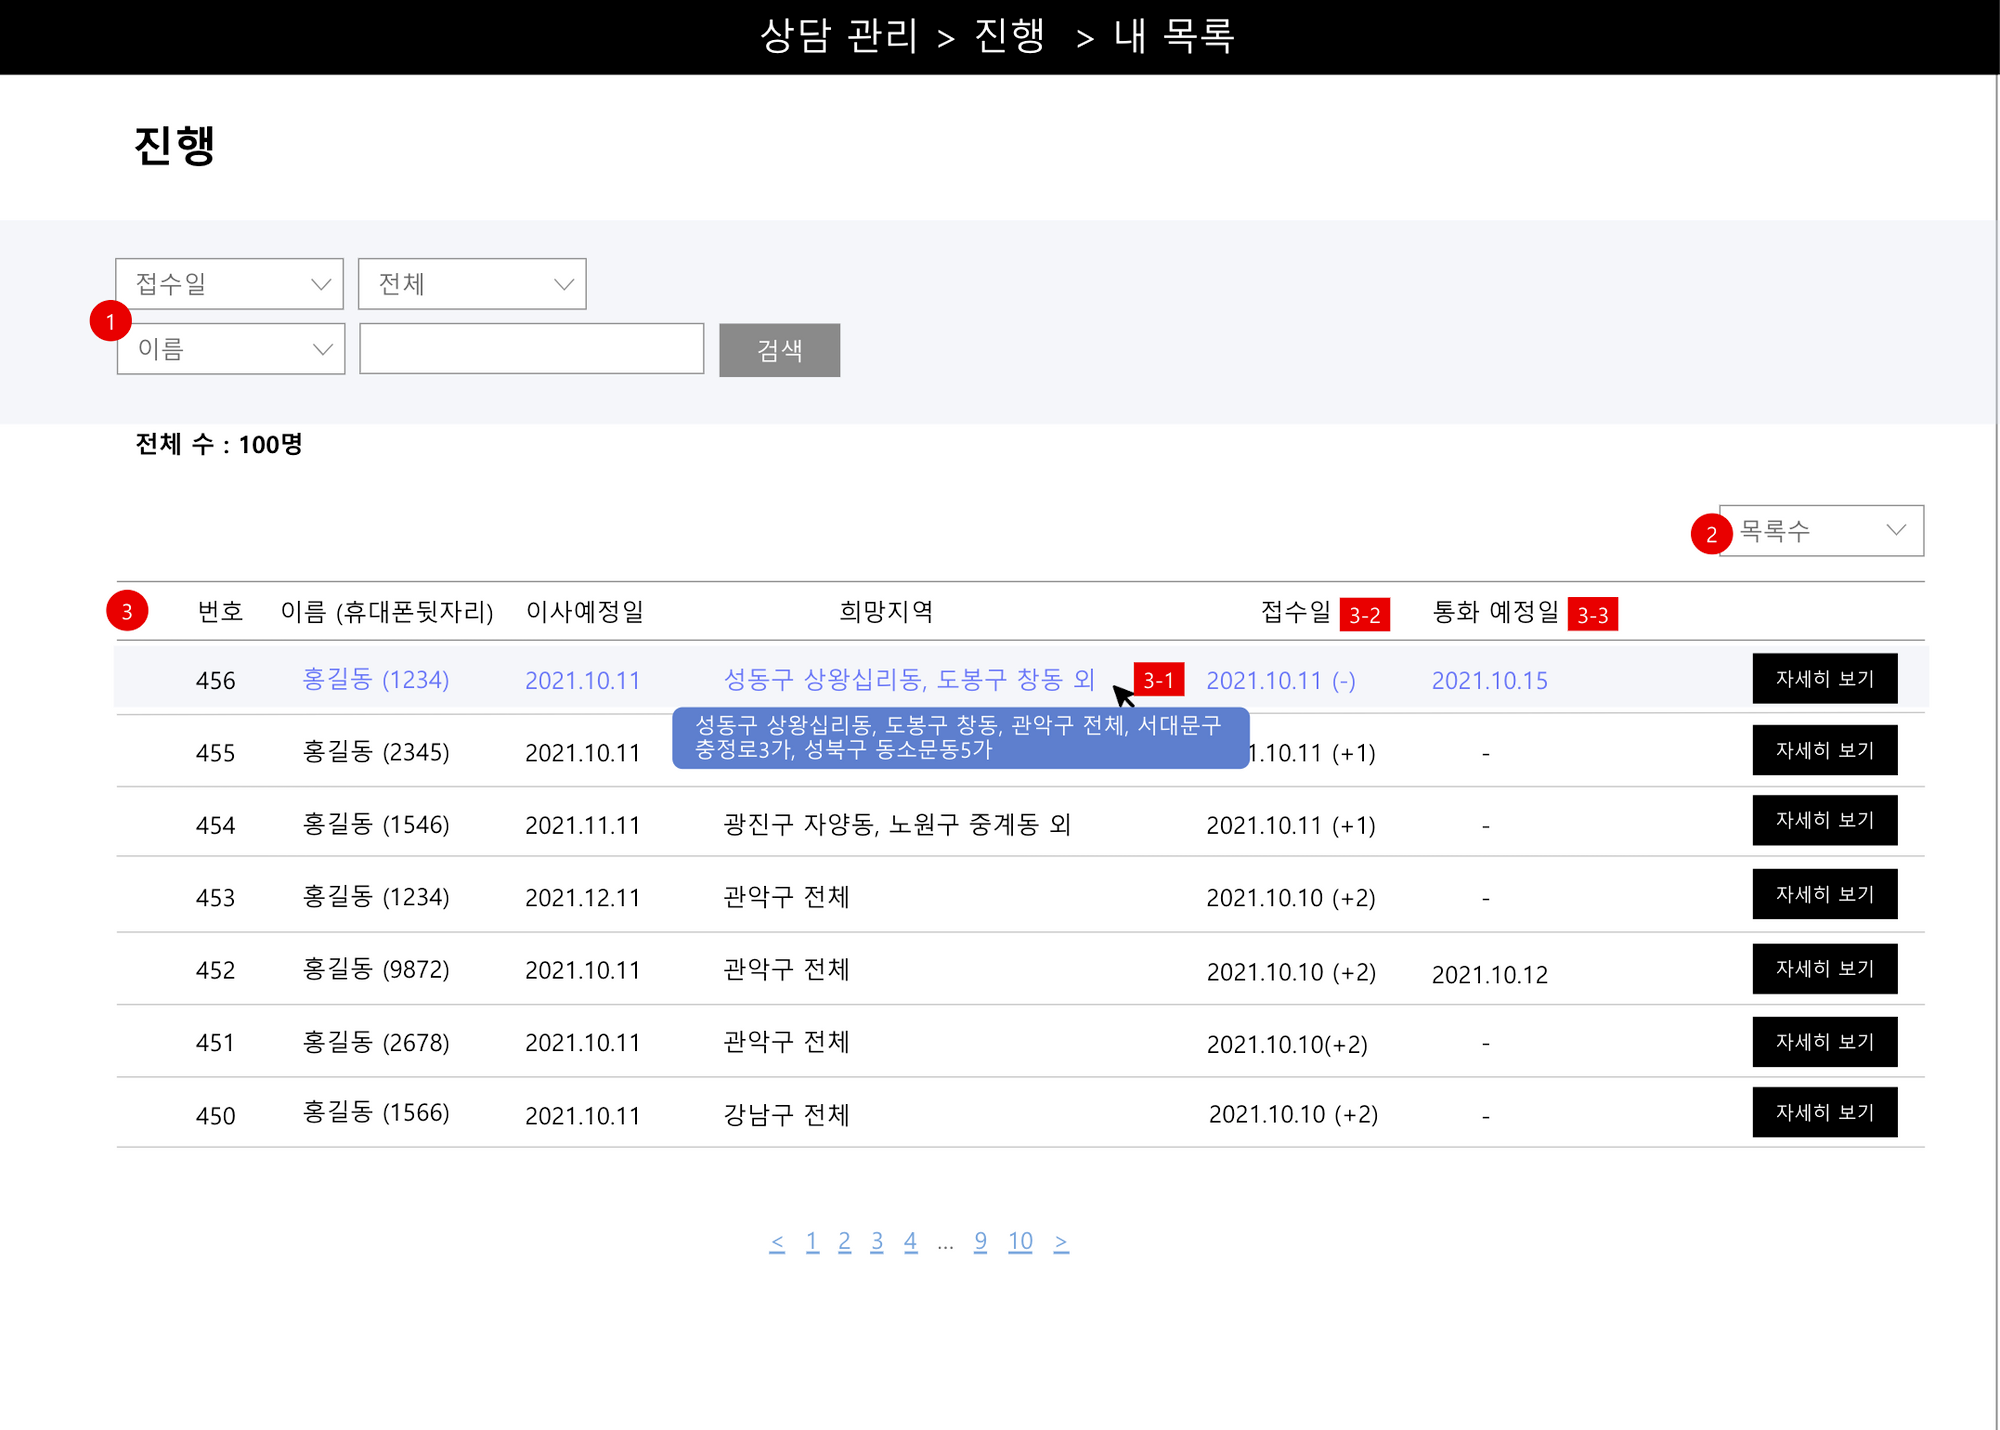 상담 관리 > 진행 > 내 목록
진행
접수일 전체
1
이름 검색
전체 수 : 100명
2 목록수
3 번호 이름 (휴대폰뒷자리) 이사예정일 희망지역 접수일 3-2 통화 예정일 3-3
456 홍길동 (1234) 2021.10.11 성동구 상왕십리동, 도봉구 창동 외 3-1 2021.10.11 (-) 2021.10.15 자세히 보기
성동구 상왕십리동, 도봉구 창동, 관악구 전체, 서대문구
충정로3가, 성북구 동소문동5가
455 홍길동 (2345) 2021.10.11 1.10.11 (+1) - 자세히 보기
454 홍길동 (1546) 2021.11.11 광진구 자양동, 노원구 중계동 외 2021.10.11 (+1) - 자세히 보기
453 홍길동 (1234) 2021.12.11 관악구 전체 2021.10.10 (+2) - 자세히 보기
452 홍길동 (9872) 2021.10.11 관악구 전체 2021.10.10 (+2) 2021.10.12 자세히 보기
451 홍길동 (2678) 2021.10.11 관악구 전체 2021.10.10(+2) - 자세히 보기
450 홍길동 (1566) 2021.10.11 강남구 전체 2021.10.10 (+2) - 자세히 보기
< 1 2 3 4 ... 9 10 >